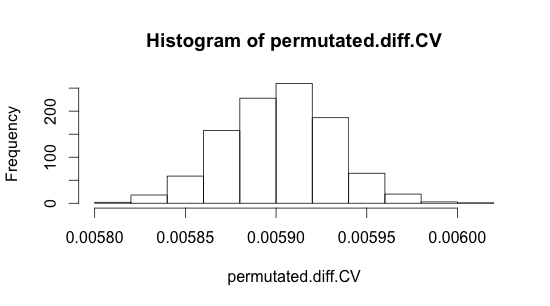 Histogram of permutated.diff.CV
Frequency
200
100
0
0.00580 0.00585 0.00590 0.00595 0.00600
permutated.diff.CV